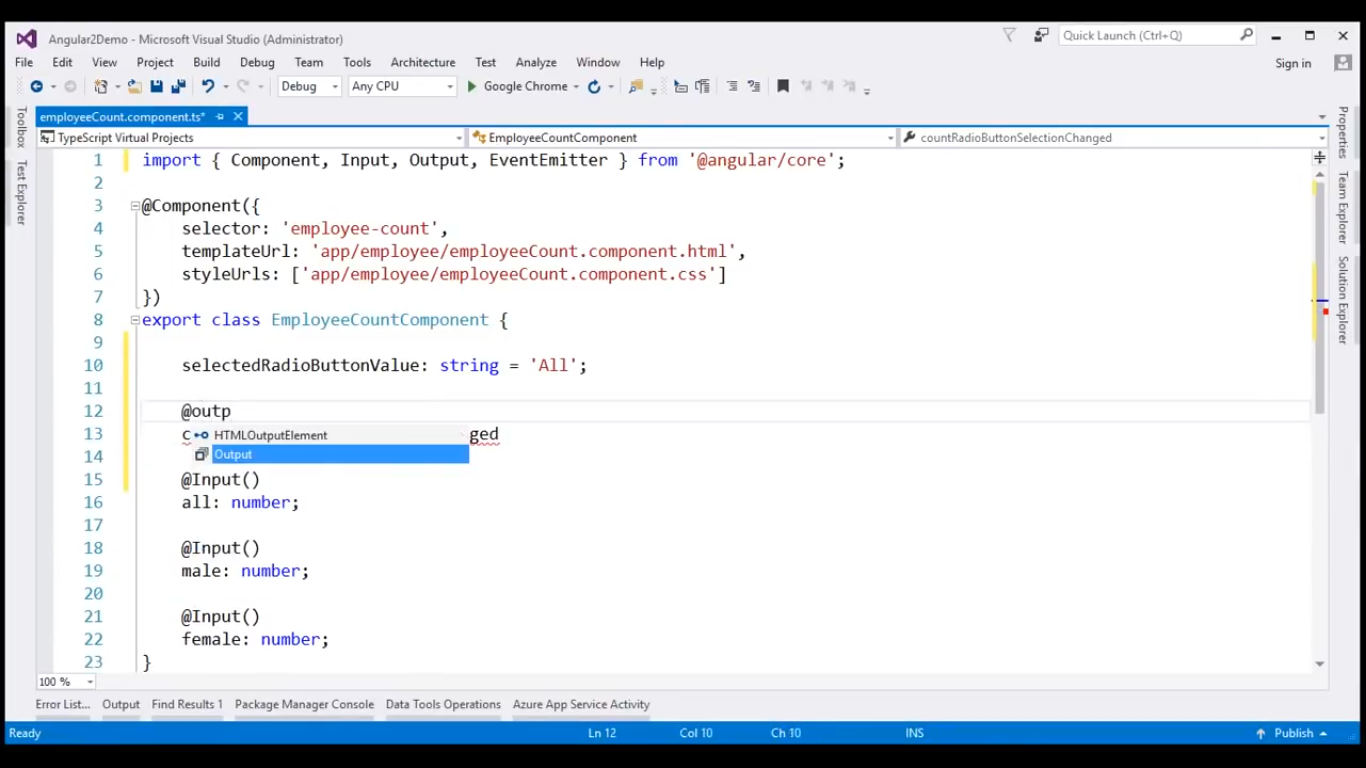 Angular2Demo - Microsoft Visual Studio (Administrator)
Quick Launch (Ctrl+Q)
File Edit View Project Build Debug Team Tools Architecture Test Analyze Window Help
Sign in
Debug Any CPU Google Chrome
employeeCount.component.ts*
TypeScript Virtual Projects EmployeeCountComponent countRadioButtonSelectionChanged
Toolbox
Test Explorer
Properties
Team Explorer
Solution Explorer
1 import { Component, Input, Output, EventEmitter } from '@angular/core';
2
3 @Component({
4 selector: 'employee-count',
5 templateUrl: 'app/employee/employeeCount.component.html',
6 styleUrls: ['app/employee/employeeCount.component.css']
7 })
8 export class EmployeeCountComponent {
9
10 selectedRadioButtonValue: string = 'All';
11
12 @outp
13 c HTMLOutputElement ged
14 Output
15 @Input()
16 all: number;
17
18 @Input()
19 male: number;
20
21 @Input()
22 female: number;
23 }
100 %
Error List... Output Find Results 1 Package Manager Console Data Tools Operations Azure App Service Activity
Ready Ln 12 Col 10 Ch 10 INS Publish